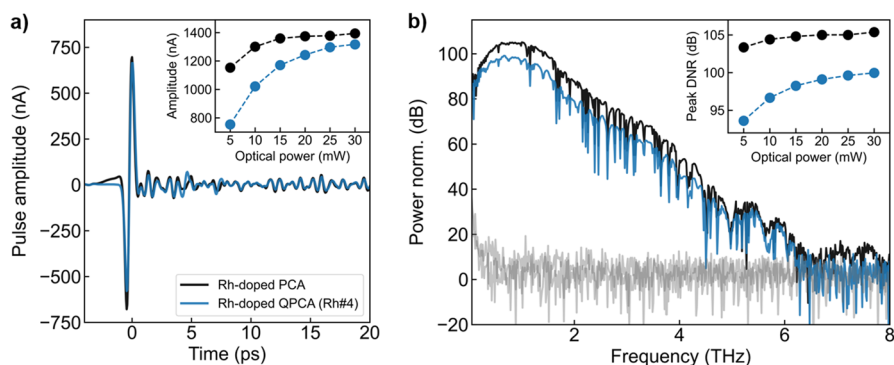 a)
Pulse amplitude (nA)
750
500
250
0
−250
−500
−750
0
5
10
15
20
Time (ps)
Amplitude (nA)
1400
1200
1000
800
5 10 15 20 25 30
Optical power (mW)
Rh-doped PCA
Rh-doped QPCA (Rh#4)
b)
Power norm. (dB)
100
80
60
40
20
0
−20
2
4
6
8
Frequency (THz)
Peak DNR (dB)
105
100
95
5 10 15 20 25 30
Optical power (mW)